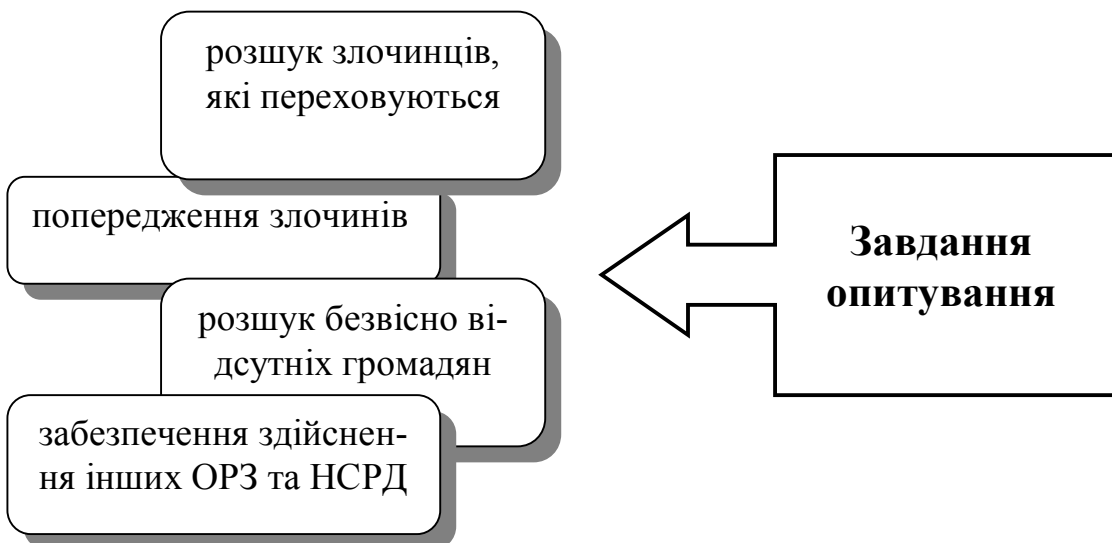 розшук злочинців,
які переховуються
попередження злочинів
розшук безвісно ві-
дсутніх громадян
забезпечення здійснен-
ня інших ОРЗ та НСРД
Завдання
опитування